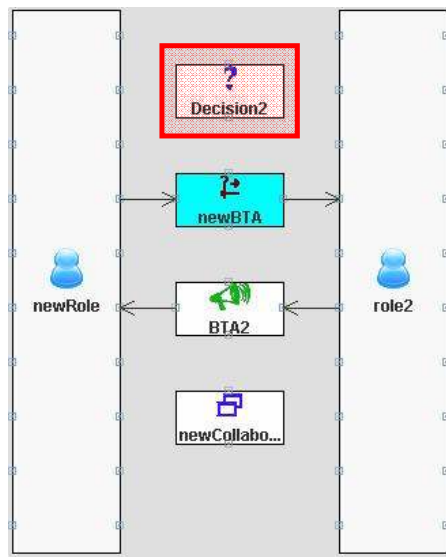 ?
Decision2
newBTA
newRole
role2
BTA2
newCollabo...